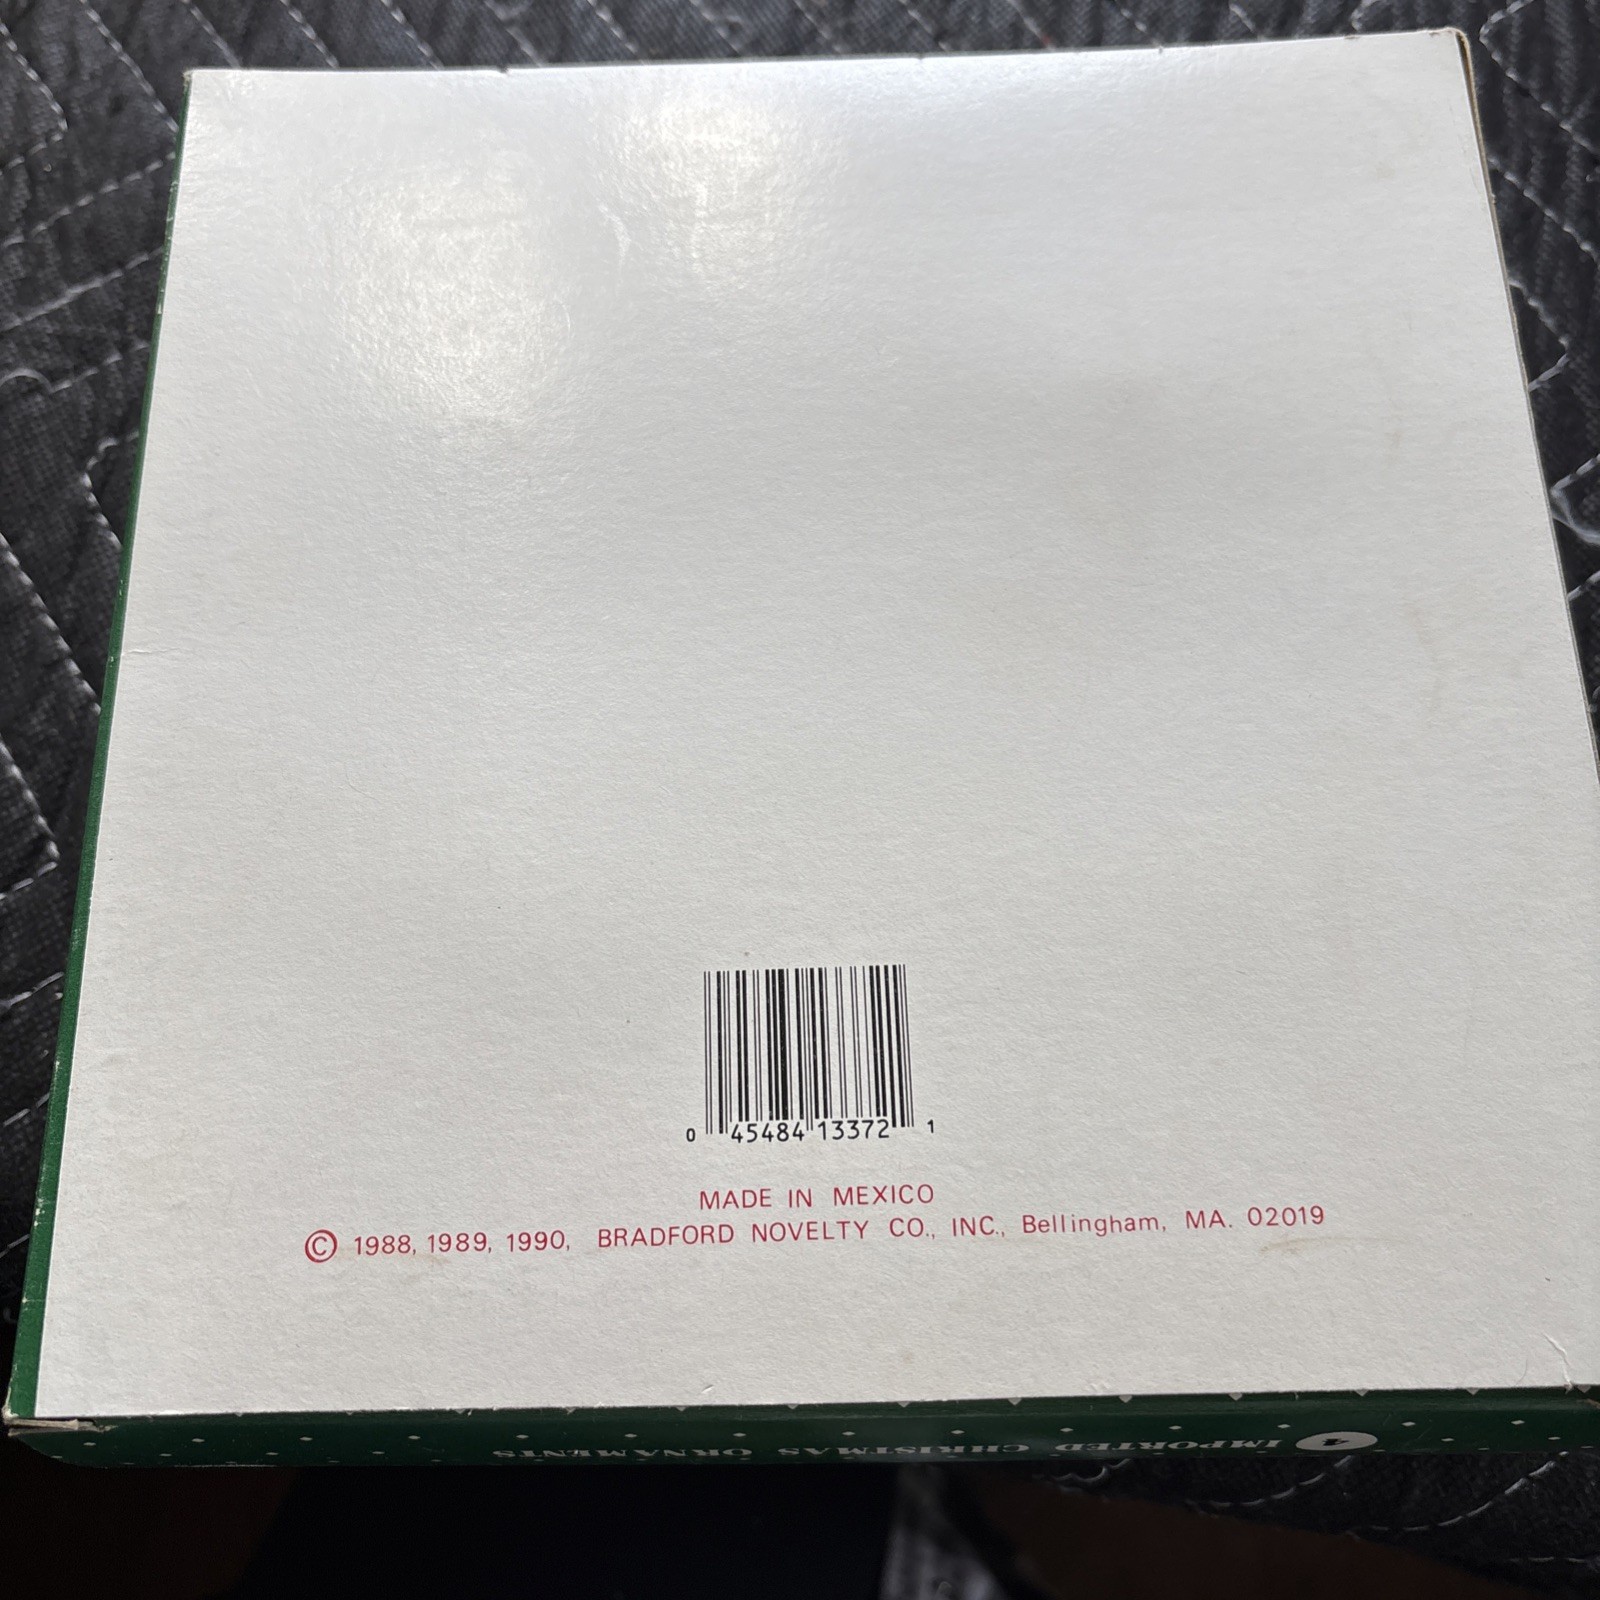 0 45484 13372 1
MADE IN MEXICO
© 1988, 1989, 1990, BRADFORD NOVELTY CO., INC., Bellingham, MA. 02019
4 IMPORTED CHRISTMAS ORNAMENTS